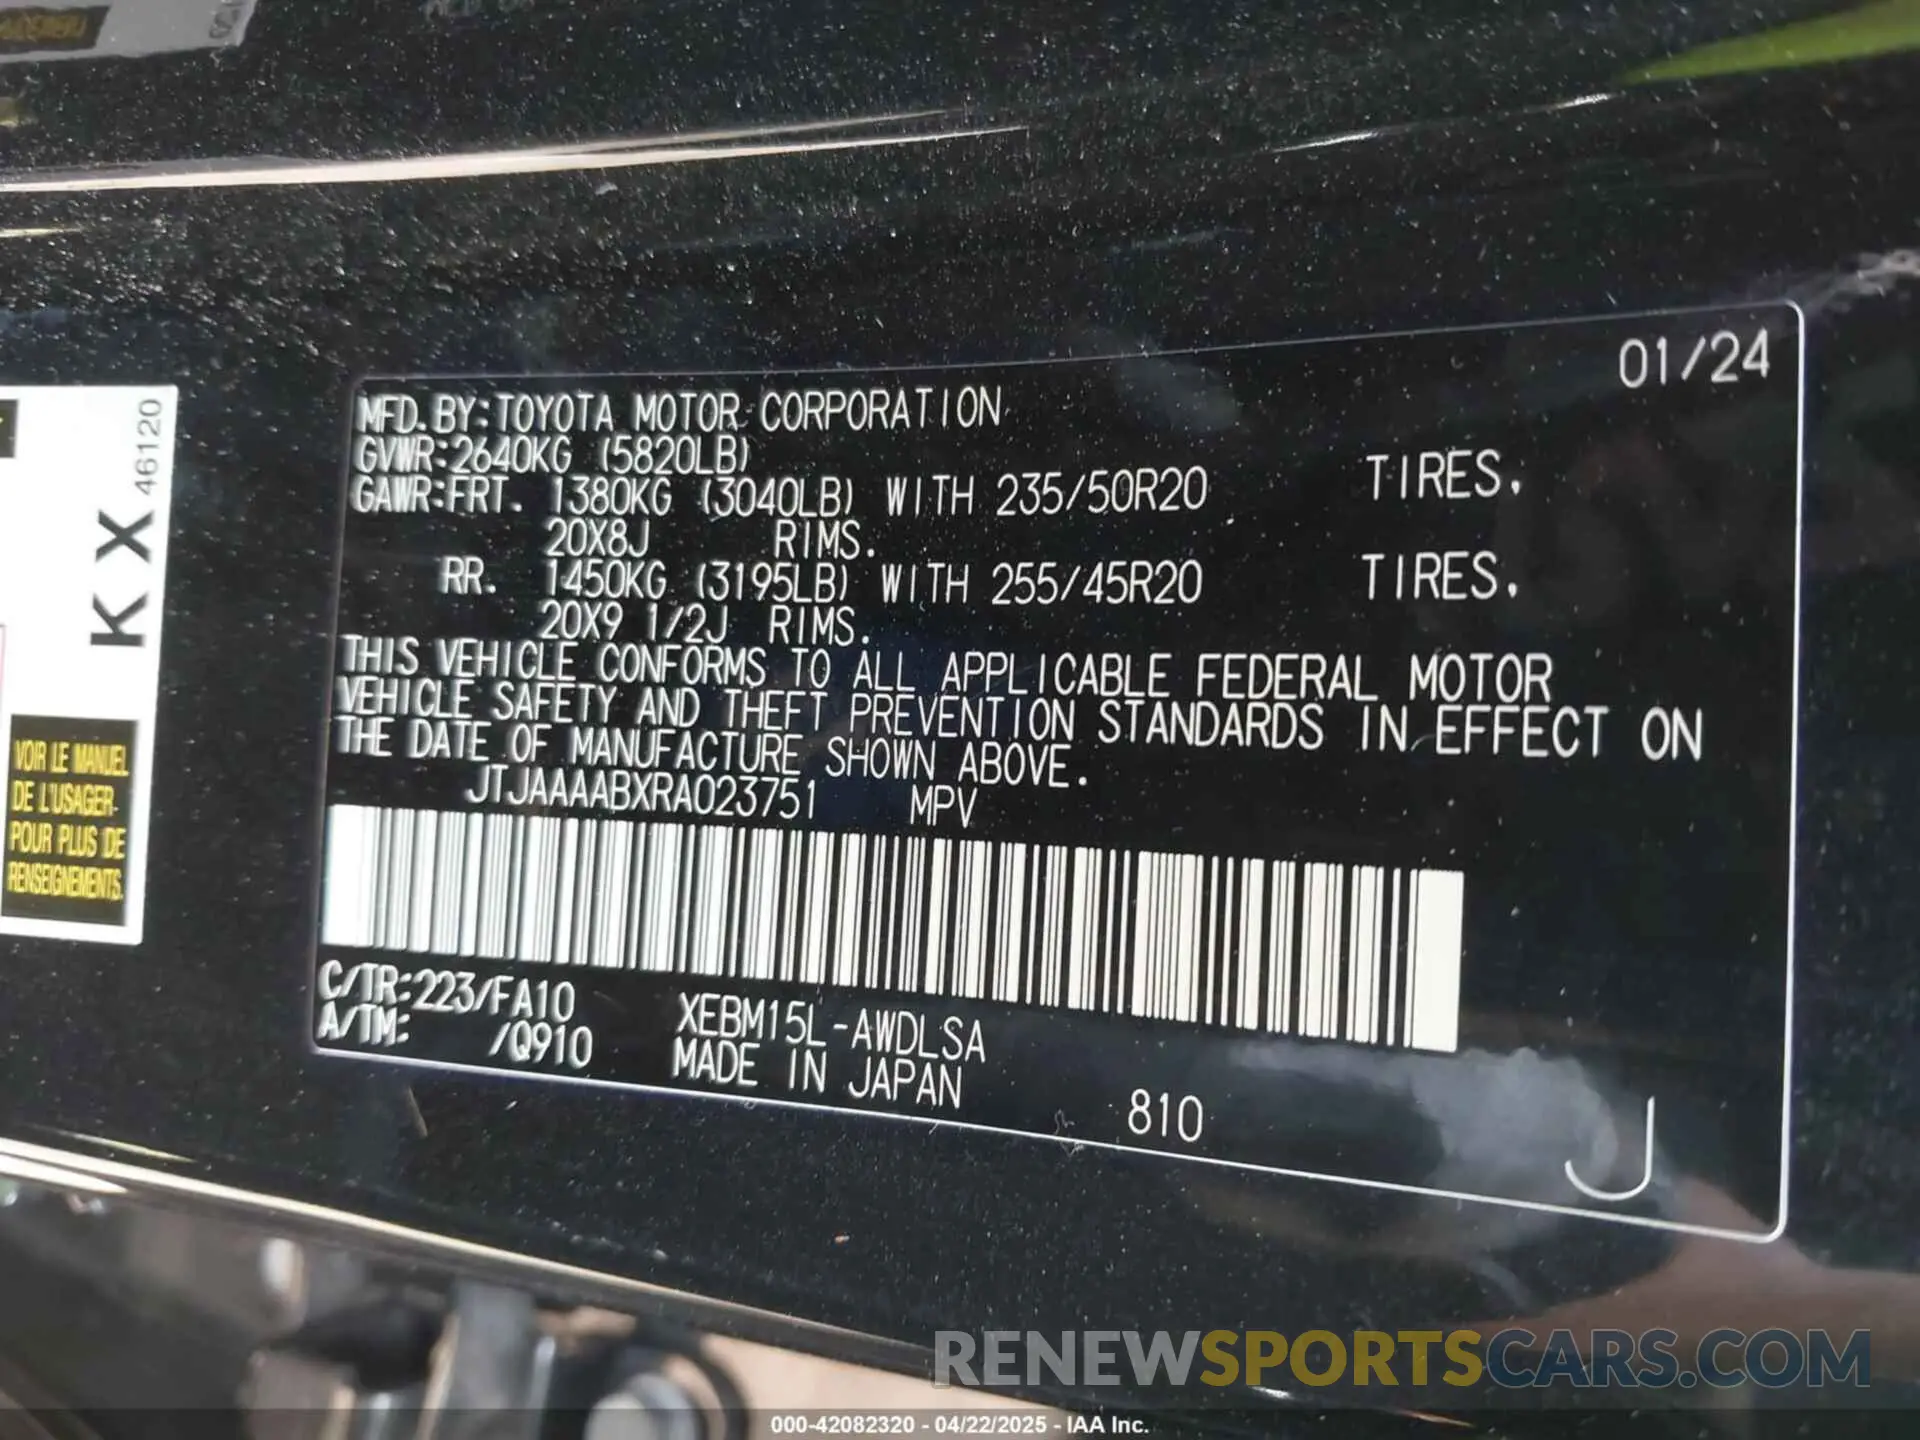 01/24
MFD. BY:TOYOTA MOTOR CORPORATION
GVWR:2640KG (5820LB)
GAWR:FRT. 1380KG (3040LB) WITH 235/50R20 TIRES.
20X8J RIMS.
RR. 1450KG (3195LB) WITH 255/45R20 TIRES.
20X9 1/2J RIMS.
THIS VEHICLE CONFORMS TO ALL APPLICABLE FEDERAL MOTOR
VEHICLE SAFETY AND THEFT PREVENTION STANDARDS IN EFFECT ON
THE DATE OF MANUFACTURE SHOWN ABOVE.
JTJAAAABXRA023751 MPV
C/TR:223/FA10 XEBM15L-AWDLSA
A/TM: /Q910 MADE IN JAPAN
810
J
KX 46120
VOIR LE MANUEL
DE L'USAGER
POUR PLUS DE
RENSEIGNEMENTS.
RENEWSPORTSCARS.COM
000-42082320 - 04/22/2025 - IAA Inc.